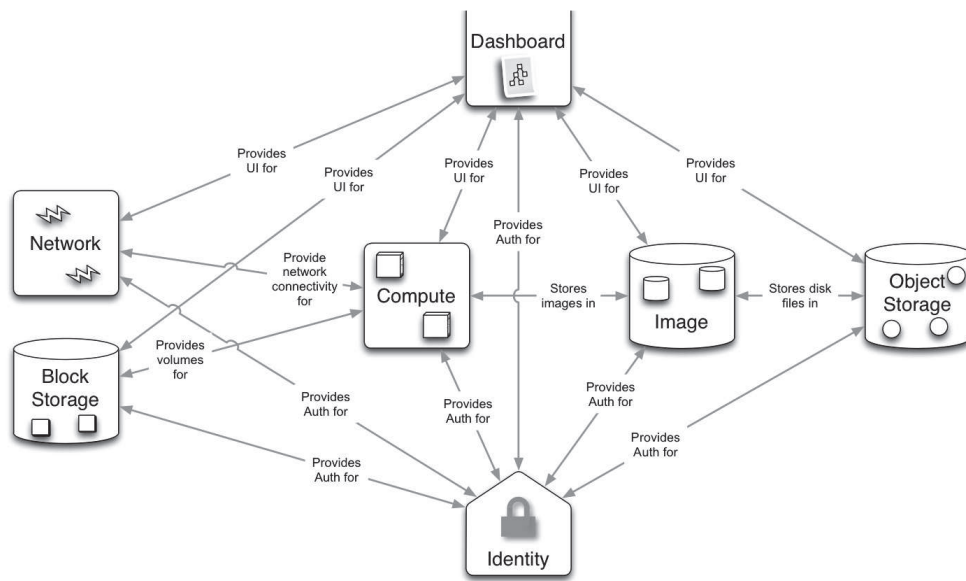 Dashboard
Provides
UI for
Provides
UI for
Provides
UI for
Provides
UI for
Provides
UI for
Provides
Auth for
Network
Provide
network
connectivity
for
Compute
Stores
images in
Image
Stores disk
files in
Object
Storage
Provides
volumes
for
Block
Storage
Provides
Auth for
Provides
Auth for
Provides
Auth for
Provides
Auth for
Provides
Auth for
Identity